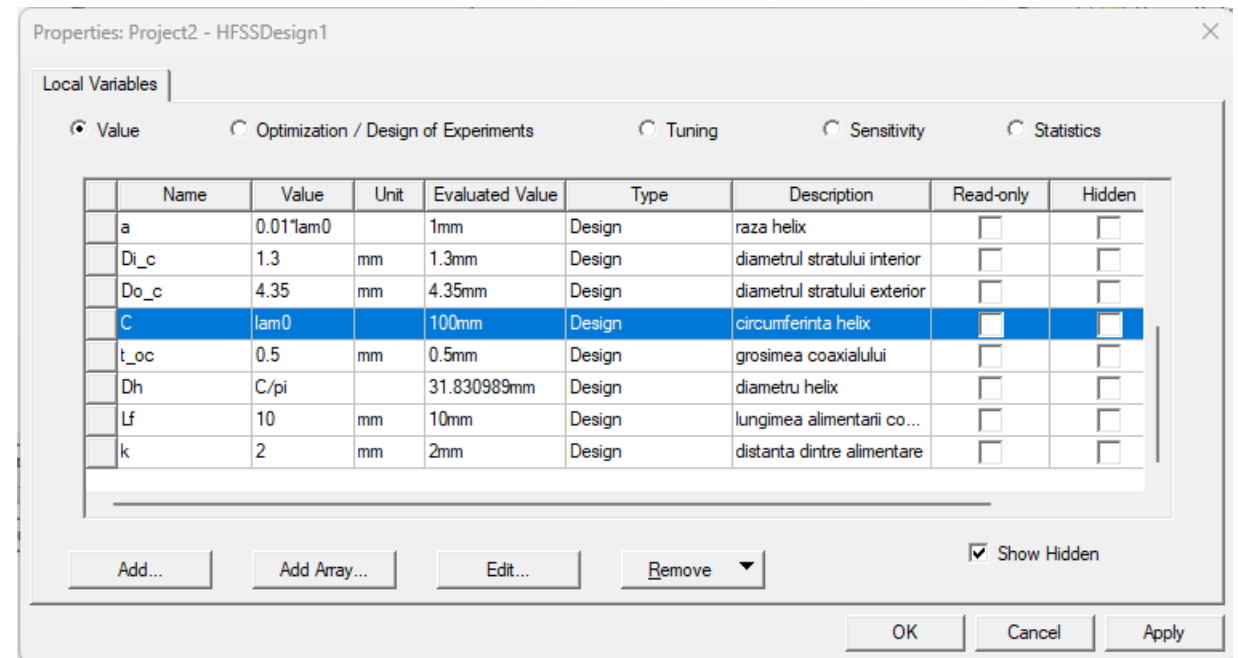 Properties: Project2 - HFSSDesign1
Local Variables
Value Optimization / Design of Experiments Tuning Sensitivity Statistics
Name Value Unit Evaluated Value Type Description Read-only Hidden
a 0.01*lam0 1mm Design raza helix
Di_c 1.3 mm 1.3mm Design diametrul stratului interior
Do_c 4.35 mm 4.35mm Design diametrul stratului exterior
C lam0 100mm Design circumferinta helix
t_oc 0.5 mm 0.5mm Design grosimea coaxialului
Dh C/pi 31.830989mm Design diametru helix
Lf 10 mm 10mm Design lungimea alimentarii co...
k 2 mm 2mm Design distanta dintre alimentare
Show Hidden
Add... Add Array... Edit... Remove
OK Cancel Apply